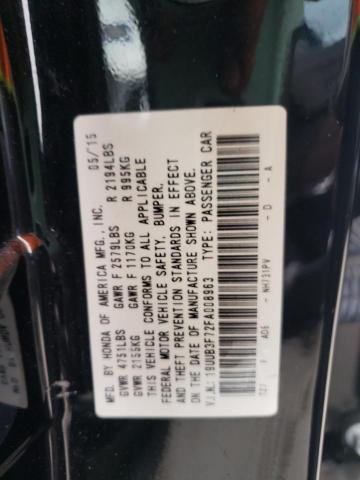 MFD. BY HONDA OF AMERICA MFG., INC. 05/15
GVWR 4751LBS GAWR F 2579LBS R 2194LBS
GVWR 2155KG GAWR F 1170KG R 995KG
THIS VEHICLE CONFORMS TO ALL APPLICABLE
FEDERAL MOTOR VEHICLE SAFETY, BUMPER,
AND THEFT PREVENTION STANDARDS IN EFFECT
ON THE DATE OF MANUFACTURE SHOWN ABOVE.
V.I.N.: 19UUB3F72FA008963 TYPE: PASSENGER CAR
NH731PV - D - A